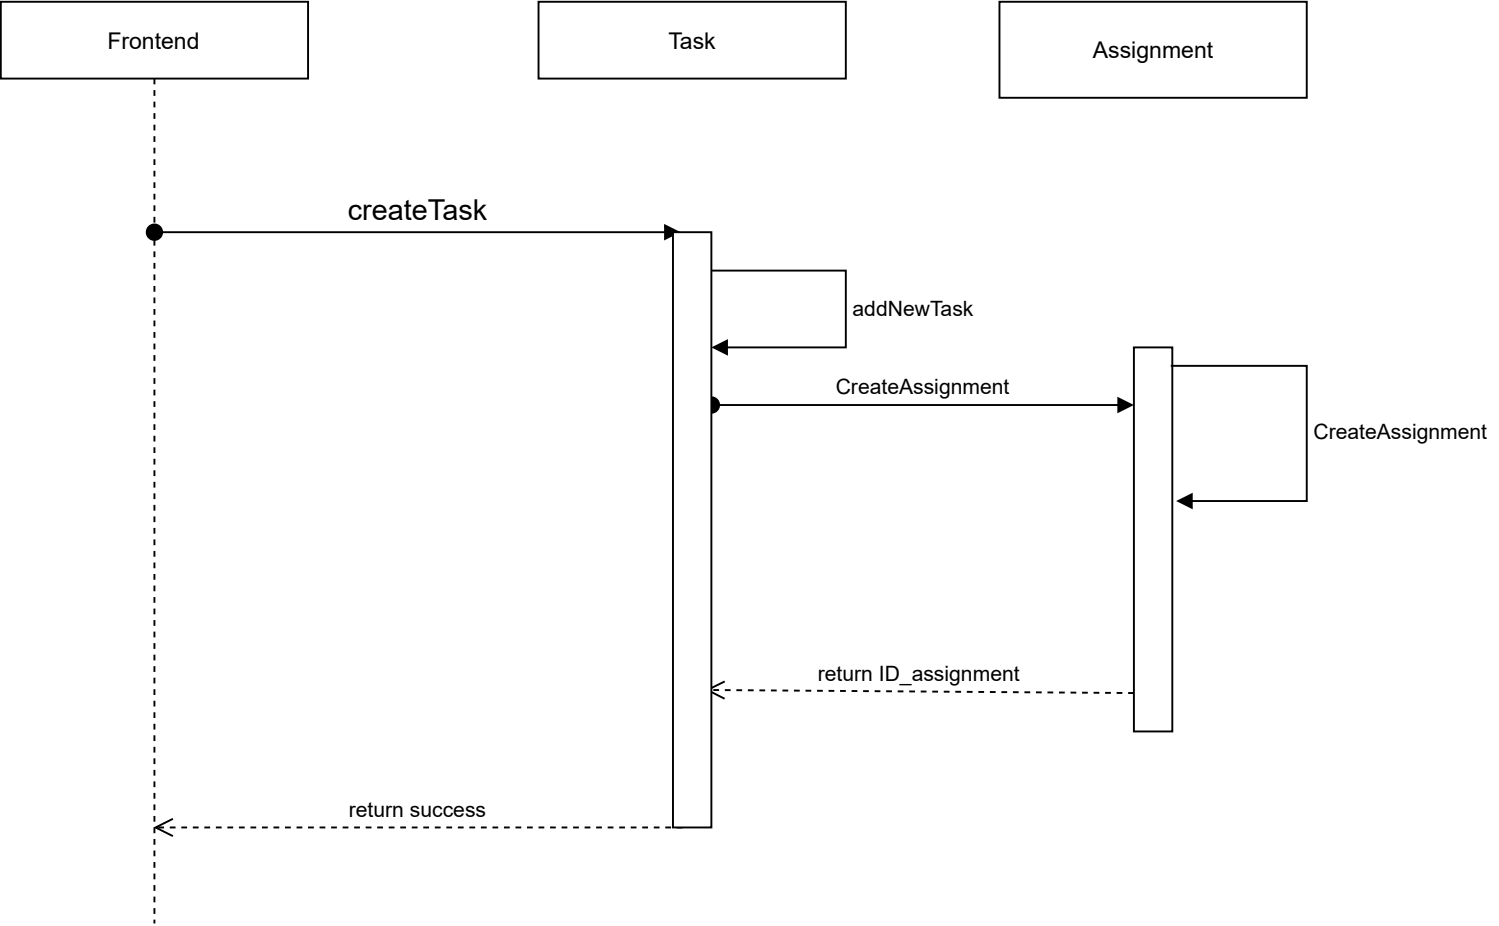 Frontend
Task
Assignment
createTask
addNewTask
CreateAssignment
CreateAssignment
return ID_assignment
return success